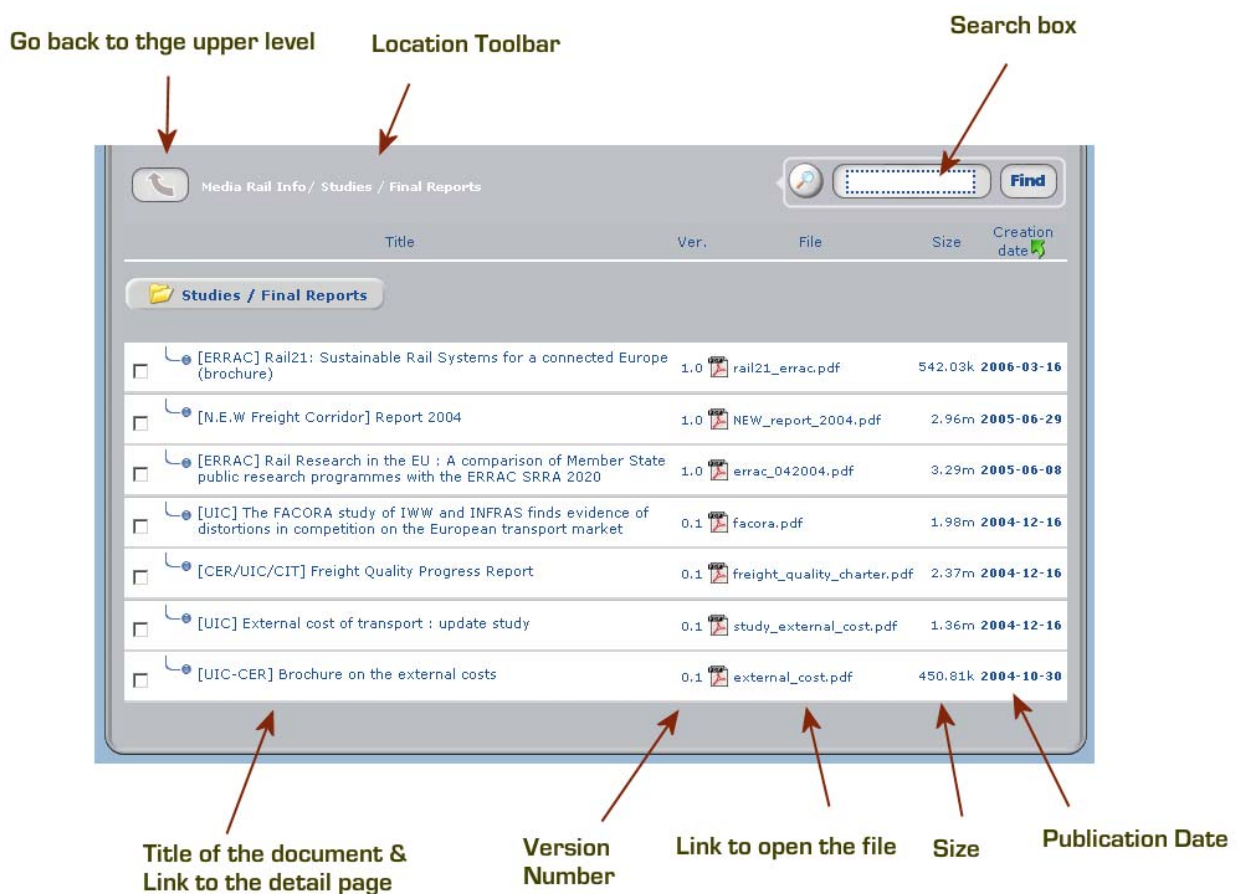 Search box
Go back to thge upper level
Location Toolbar
Media Rail Info/ Studies / Final Reports
Find
Title
Ver.
File
Size
Creation
date
Studies / Final Reports
[ERRAC] Rail21: Sustainable Rail Systems for a connected Europe
(brochure)
1.0 rail21_errac.pdf 542.03k 2006-03-16
[N.E.W Freight Corridor] Report 2004 1.0 NEW_report_2004.pdf 2.96m 2005-06-29
[ERRAC] Rail Research in the EU : A comparison of Member State
public research programmes with the ERRAC SRRA 2020
1.0 errac_042004.pdf 3.29m 2005-06-08
[UIC] The FACORA study of IWW and INFRAS finds evidence of
distortions in competition on the European transport market
0.1 facora.pdf 1.98m 2004-12-16
[CER/UIC/CIT] Freight Quality Progress Report 0.1 freight_quality_charter.pdf 2.37m 2004-12-16
[UIC] External cost of transport : update study 0.1 study_external_cost.pdf 1.36m 2004-12-16
[UIC-CER] Brochure on the external costs 0.1 external_cost.pdf 450.81k 2004-10-30
Title of the document &
Link to the detail page
Version
Number
Link to open the file
Size
Publication Date